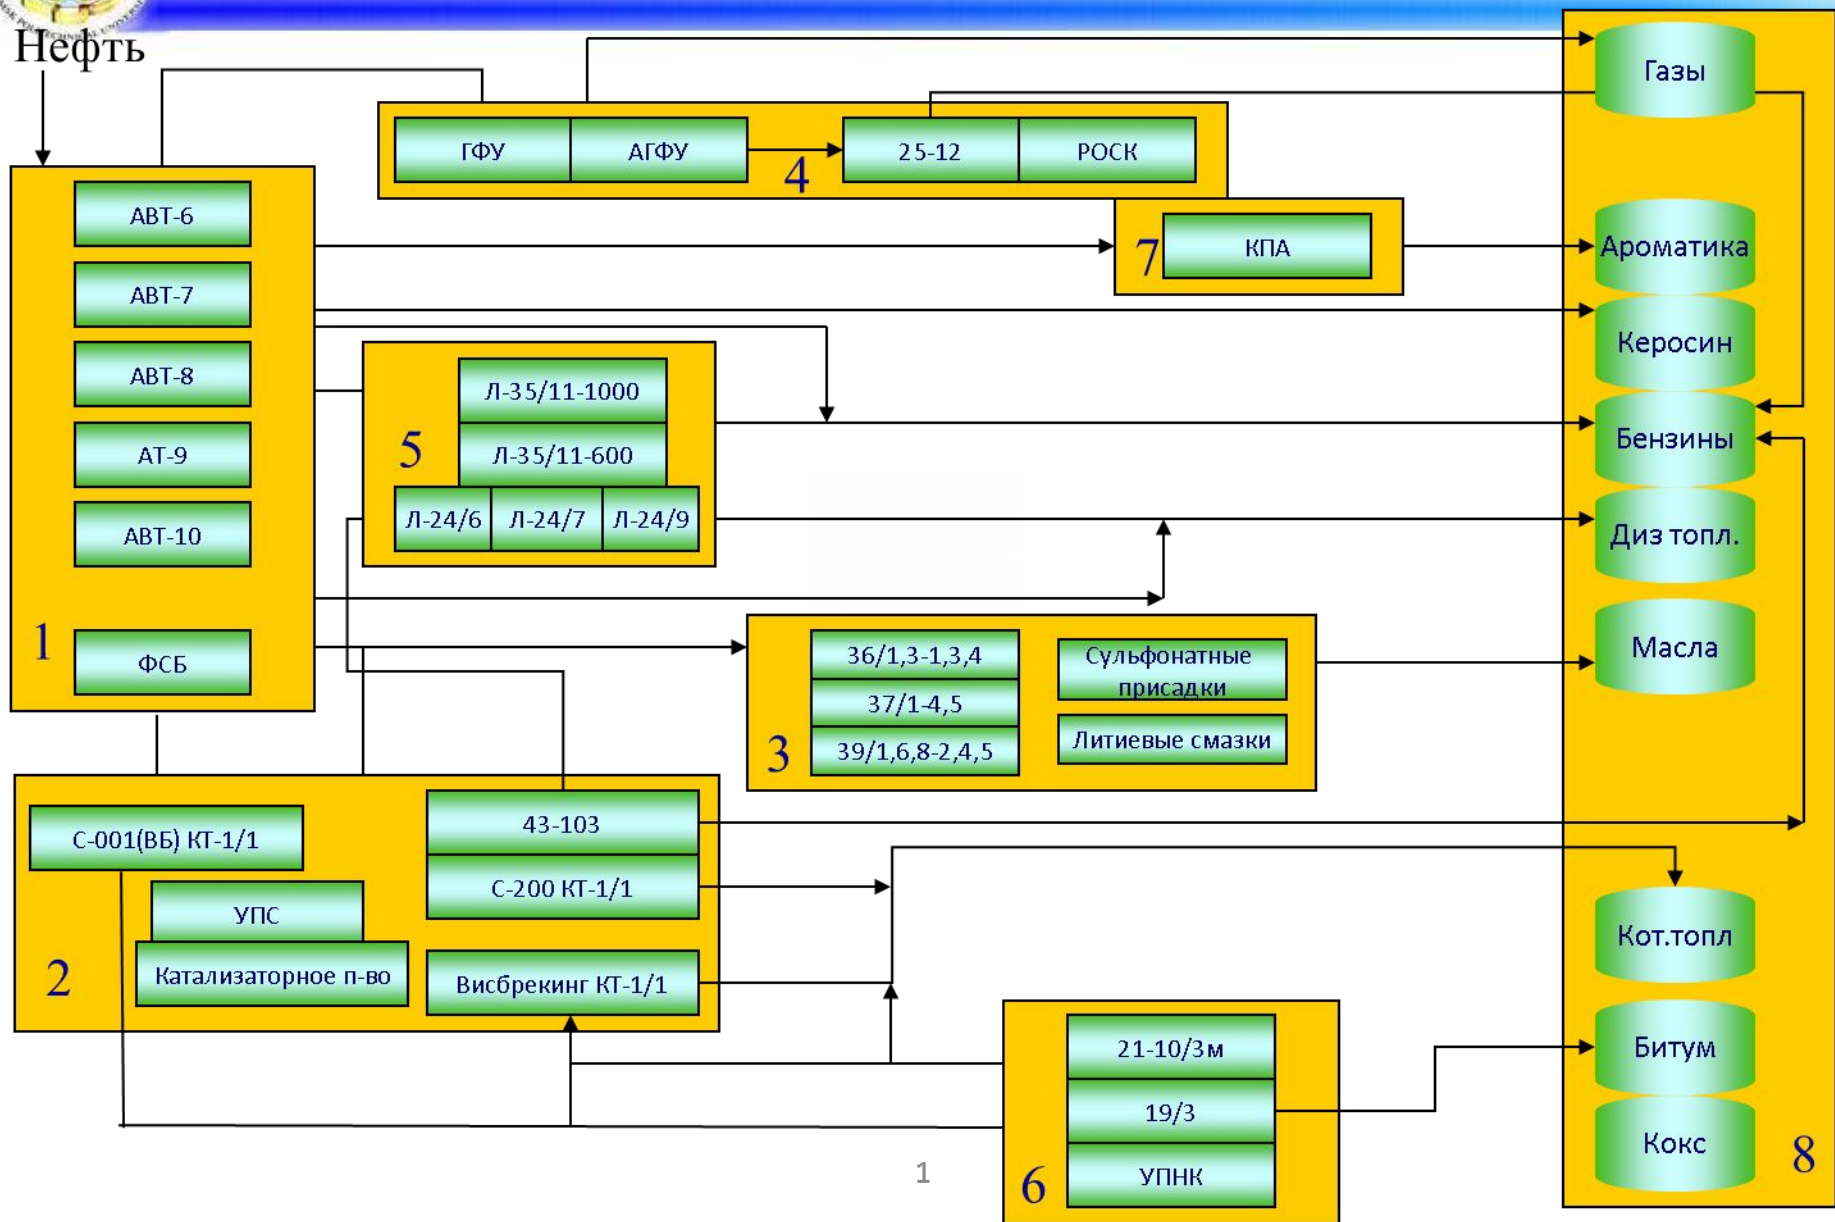 Нефть
ГФУ
АГФУ
4
25-12
РОСК
Газы
АВТ-6
АВТ-7
АВТ-8
АТ-9
АВТ-10
1
ФСБ
7
КПА
Ароматика
Керосин
Бензины
Диз топл.
Масла
5
Л-35/11-1000
Л-35/11-600
Л-24/6
Л-24/7
Л-24/9
3
36/1,3-1,3,4
37/1-4,5
39/1,6,8-2,4,5
Сульфонатные
присадки
Литиевые смазки
С-001(ВБ) КТ-1/1
УПС
Катализаторное п-во
2
43-103
С-200 КТ-1/1
Висбрекинг КТ-1/1
Кот.топл
Битум
Кокс
8
21-10/3м
19/3
УПНК
6
1